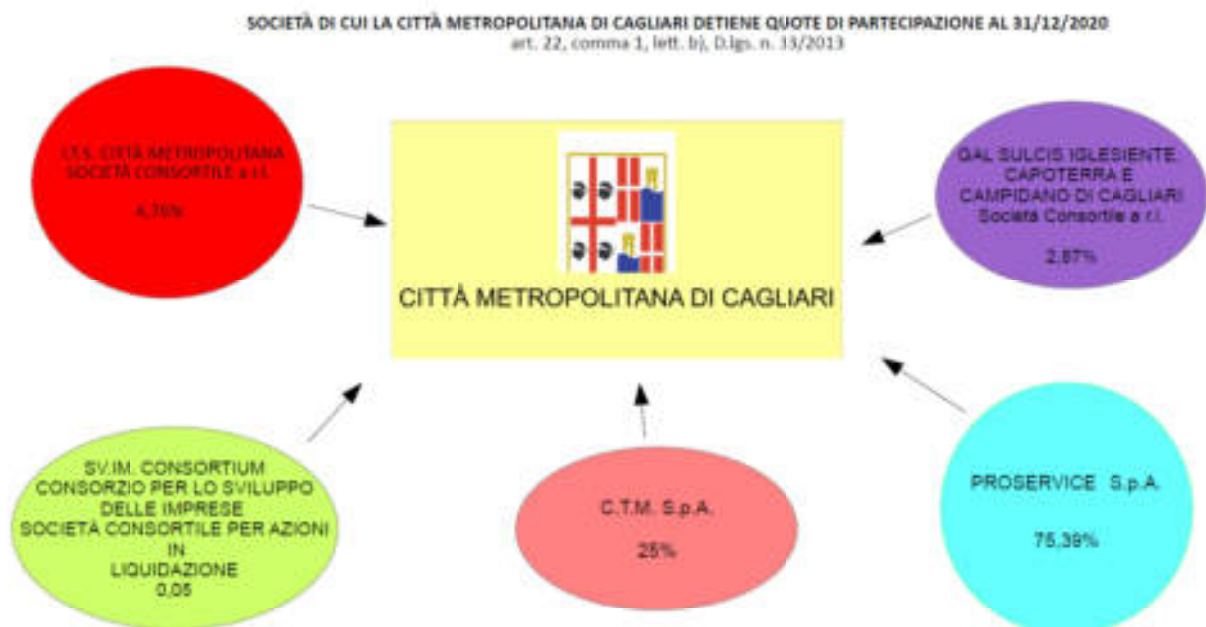 SOCIETÀ DI CUI LA CITTÀ METROPOLITANA DI CAGLIARI DETIENE QUOTE DI PARTECIPAZIONE AL 31/12/2020
art. 22, comma 1, lett. b), D.lgs. n. 33/2013
I.T.S. CITTÀ METROPOLITANA
SOCIETÀ CONSORTILE a r.l.
CITTÀ METROPOLITANA DI CAGLIARI
GAL SULCIS IGLESIENTE,
CAPOTERRA E
CAMPIDANO DI CAGLIARI
Società Consortile a r.l.
SV.IM. CONSORTIUM
CONSORZIO PER LO SVILUPPO
DELLE IMPRESE
SOCIETÀ CONSORTILE PER AZIONI
IN
LIQUIDAZIONE
0,05
C.T.M. S.p.A.
25%
PROSERVICE S.p.A.
75,39%